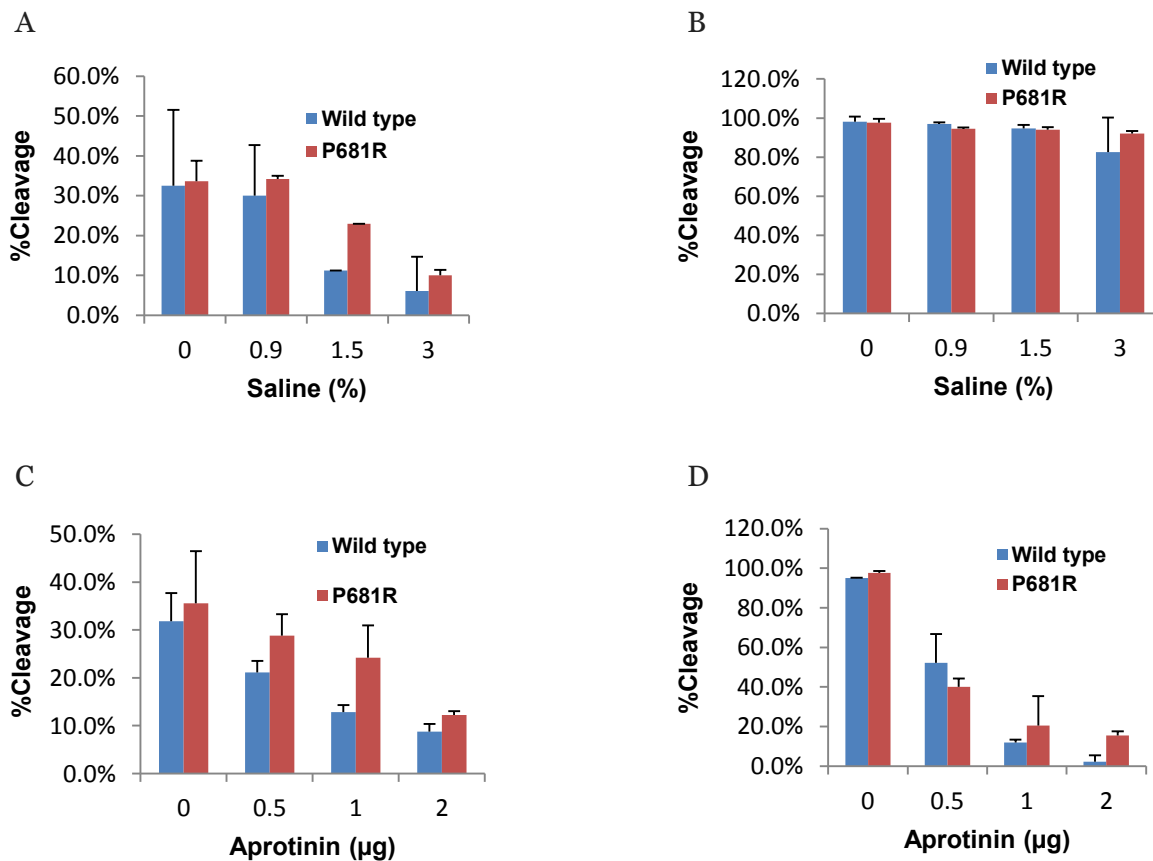 A
%Cleavage
60.0%
50.0%
40.0%
30.0%
20.0%
10.0%
0.0%
Wild type
P681R
0 0.9 1.5 3
Saline (%)
B
%Cleavage
120.0%
100.0%
80.0%
60.0%
40.0%
20.0%
0.0%
Wild type
P681R
0 0.9 1.5 3
Saline (%)
C
%Cleavage
50.0%
40.0%
30.0%
20.0%
10.0%
0.0%
Wild type
P681R
0 0.5 1 2
Aprotinin (µg)
D
%Cleavage
120.0%
100.0%
80.0%
60.0%
40.0%
20.0%
0.0%
Wild type
P681R
0 0.5 1 2
Aprotinin (µg)